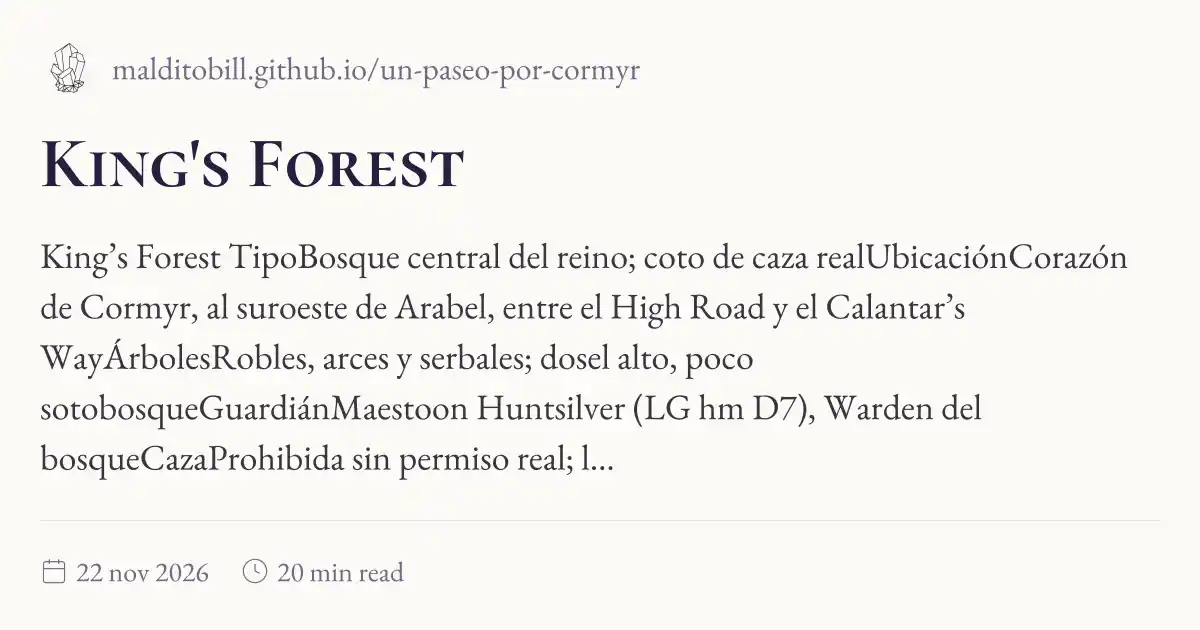 malditobill.github.io/un-paseo-por-cormyr
King's Forest
King’s Forest TipoBosque central del reino; coto de caza realUbicaciónCorazón
de Cormyr, al suroeste de Arabel, entre el High Road y el Calantar’s
WayÁrbolesRobles, arces y serbales; dosel alto, poco
sotobosqueGuardiánMaestoon Huntsilver (LG hm D7), Warden del
bosqueCazaProhibida sin permiso real; l...
22 nov 2026 20 min read